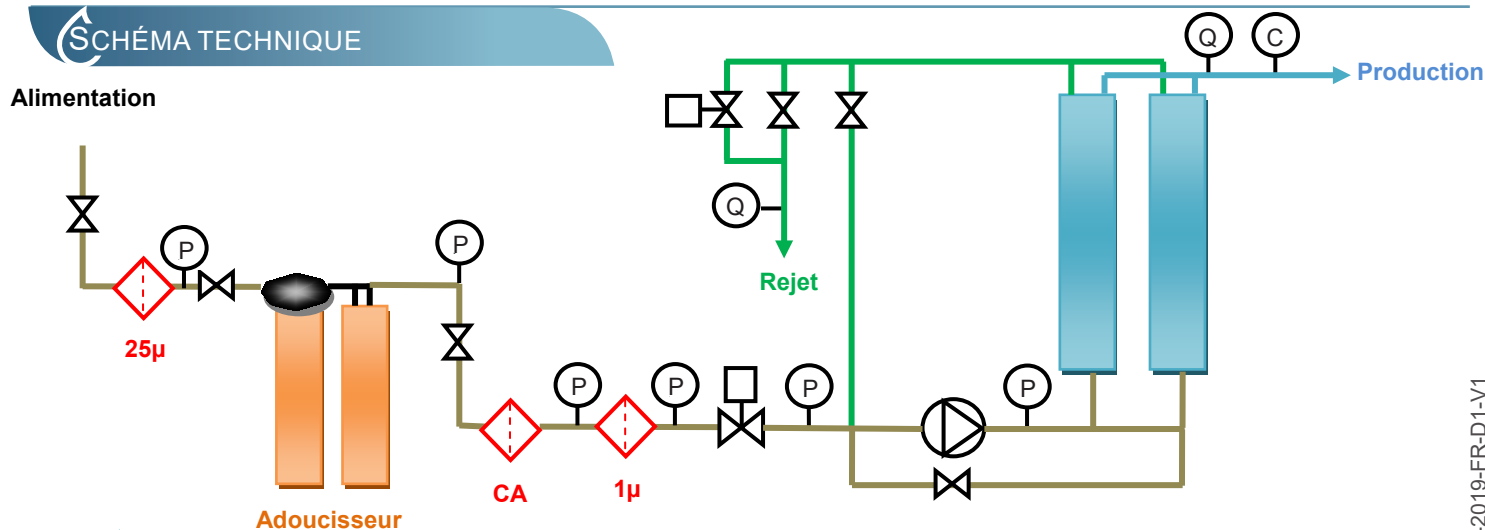 SCHÉMA TECHNIQUE
Q
C
Production
Alimentation
Q
P
P
Rejet
25µ
P
P
P
P
CA
1µ
Adoucisseur
-2019-FR-D1-V1